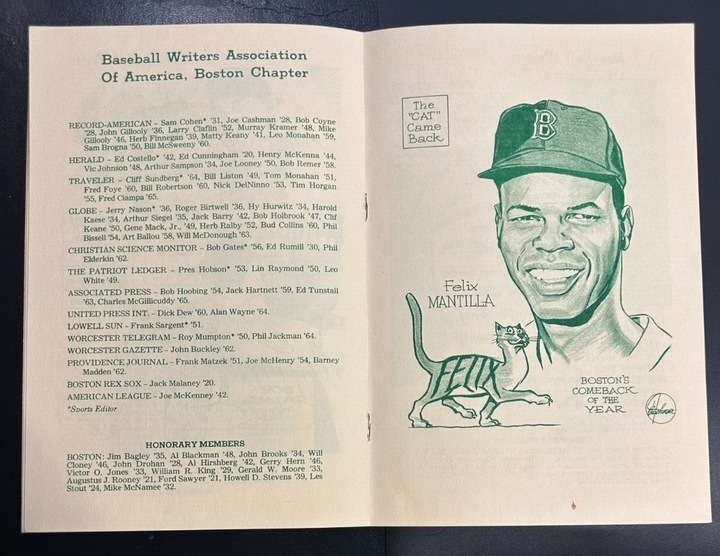 Baseball Writers Association
Of America, Boston Chapter
RECORD-AMERICAN – Sam Cohen* '31, Joe Cashman '28, Bob Coyne
'28, John Gillooly '36, Larry Claflin '52, Murray Kramer '48, Mike
Gillooly '46, Herb Finnegan '39, Matty Keany '41, Leo Monahan '59,
Sam Brogna '50, Bill McSweeny '60.
HERALD – Ed Costello* '42, Ed Cunningham '20, Henry McKenna '44,
Vic Johnson '48, Arthur Sampson '34, Joe Looney '50, Bob Remer '58.
TRAVELER – Cliff Sundberg* '64, Bill Liston '49, Tom Monahan '51,
Fred Foye '60, Bill Robertson '60, Nick DelNinno '53, Tim Horgan
'55, Fred Ciampa '65.
GLOBE – Jerry Nason* '36, Roger Birtwell '36, Hy Hurwitz '34, Harold
Kaese '34, Arthur Siegel '35, Jack Barry '42, Bob Holbrook '47, Clif
Keane '50, Gene Mack, Jr., '49, Herb Ralby '52, Bud Collins '60, Phil
Bissell '54, Art Ballou '58, Will McDonough '63.
CHRISTIAN SCIENCE MONITOR – Bob Gates* '56, Ed Rumill '30, Phil
Elderkin '62.
THE PATRIOT LEDGER – Pres Hobson* '53, Lin Raymond '50, Leo
White '49.
ASSOCIATED PRESS – Bob Hoobing '54, Jack Hartnett '59, Ed Tunstall
'63, Charles McGillicuddy '65.
UNITED PRESS INT. – Dick Dew '60, Alan Wayne '64.
LOWELL SUN – Frank Sargent* '51.
WORCESTER TELEGRAM – Roy Mumpton* '50, Phil Jackman '64.
WORCESTER GAZETTE – John Buckley '62.
PROVIDENCE JOURNAL – Frank Matzek '51, Joe McHenry '54, Barney
Madden '62.
BOSTON REX SOX – Jack Malaney '20.
AMERICAN LEAGUE – Joe McKenney '42.
*Sports Editor
HONORARY MEMBERS
BOSTON: Jim Bagley '35, Al Blackman '48, John Brooks '34, Will
Cloney '46, John Drohan '28, Al Hirshberg '42, Gerry Hern '46,
Victor O. Jones '33, William R. King '29, Gerald W. Moore '33,
Augustus J. Rooney '21, Ford Sawyer '21, Howell D. Stevens '39, Les
Stout '24, Mike McNamee '32.
The
"CAT"
Came
Back
B
Felix
MANTILLA
FELIX
BOSTON'S
COMEBACK
OF THE
YEAR